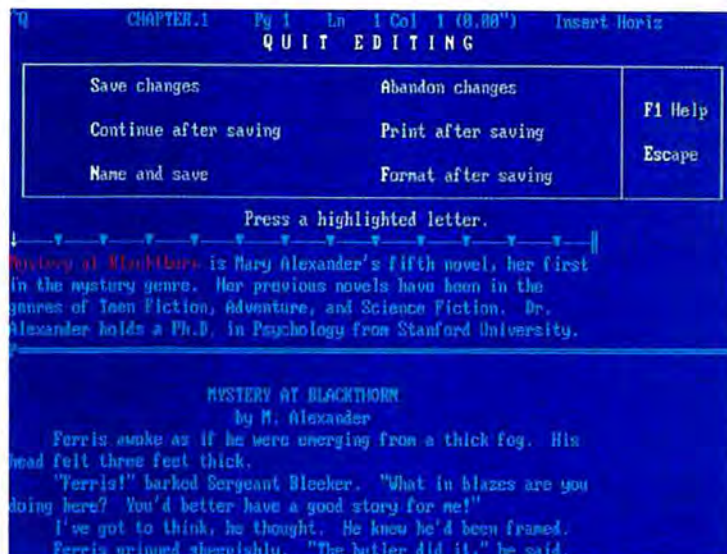 ^Q CHAPTER.1 Pg 1 Ln 1 Col 1 (0.00") Insert Horiz
QUIT EDITING
Save changes Abandon changes
F1 Help
Continue after saving Print after saving
Escape
Name and save Format after saving
Press a highlighted letter.
Mystery at Blackthorn is Mary Alexander's fifth novel, her first
in the mystery genre. Her previous novels have been in the
genres of Teen Fiction, Adventure, and Science Fiction. Dr.
Alexander holds a Ph.D. in Psychology from Stanford University.
P
MYSTERY AT BLACKTHORN
by M. Alexander
Ferris awoke as if he were emerging from a thick fog. His
head felt three feet thick.
"Ferris!" barked Sergeant Bleeker. "What in blazes are you
doing here? You'd better have a good story for me!"
I've got to think, he thought. He knew he'd been framed.
Ferris grinned sheepishly. "The butler did it," he said